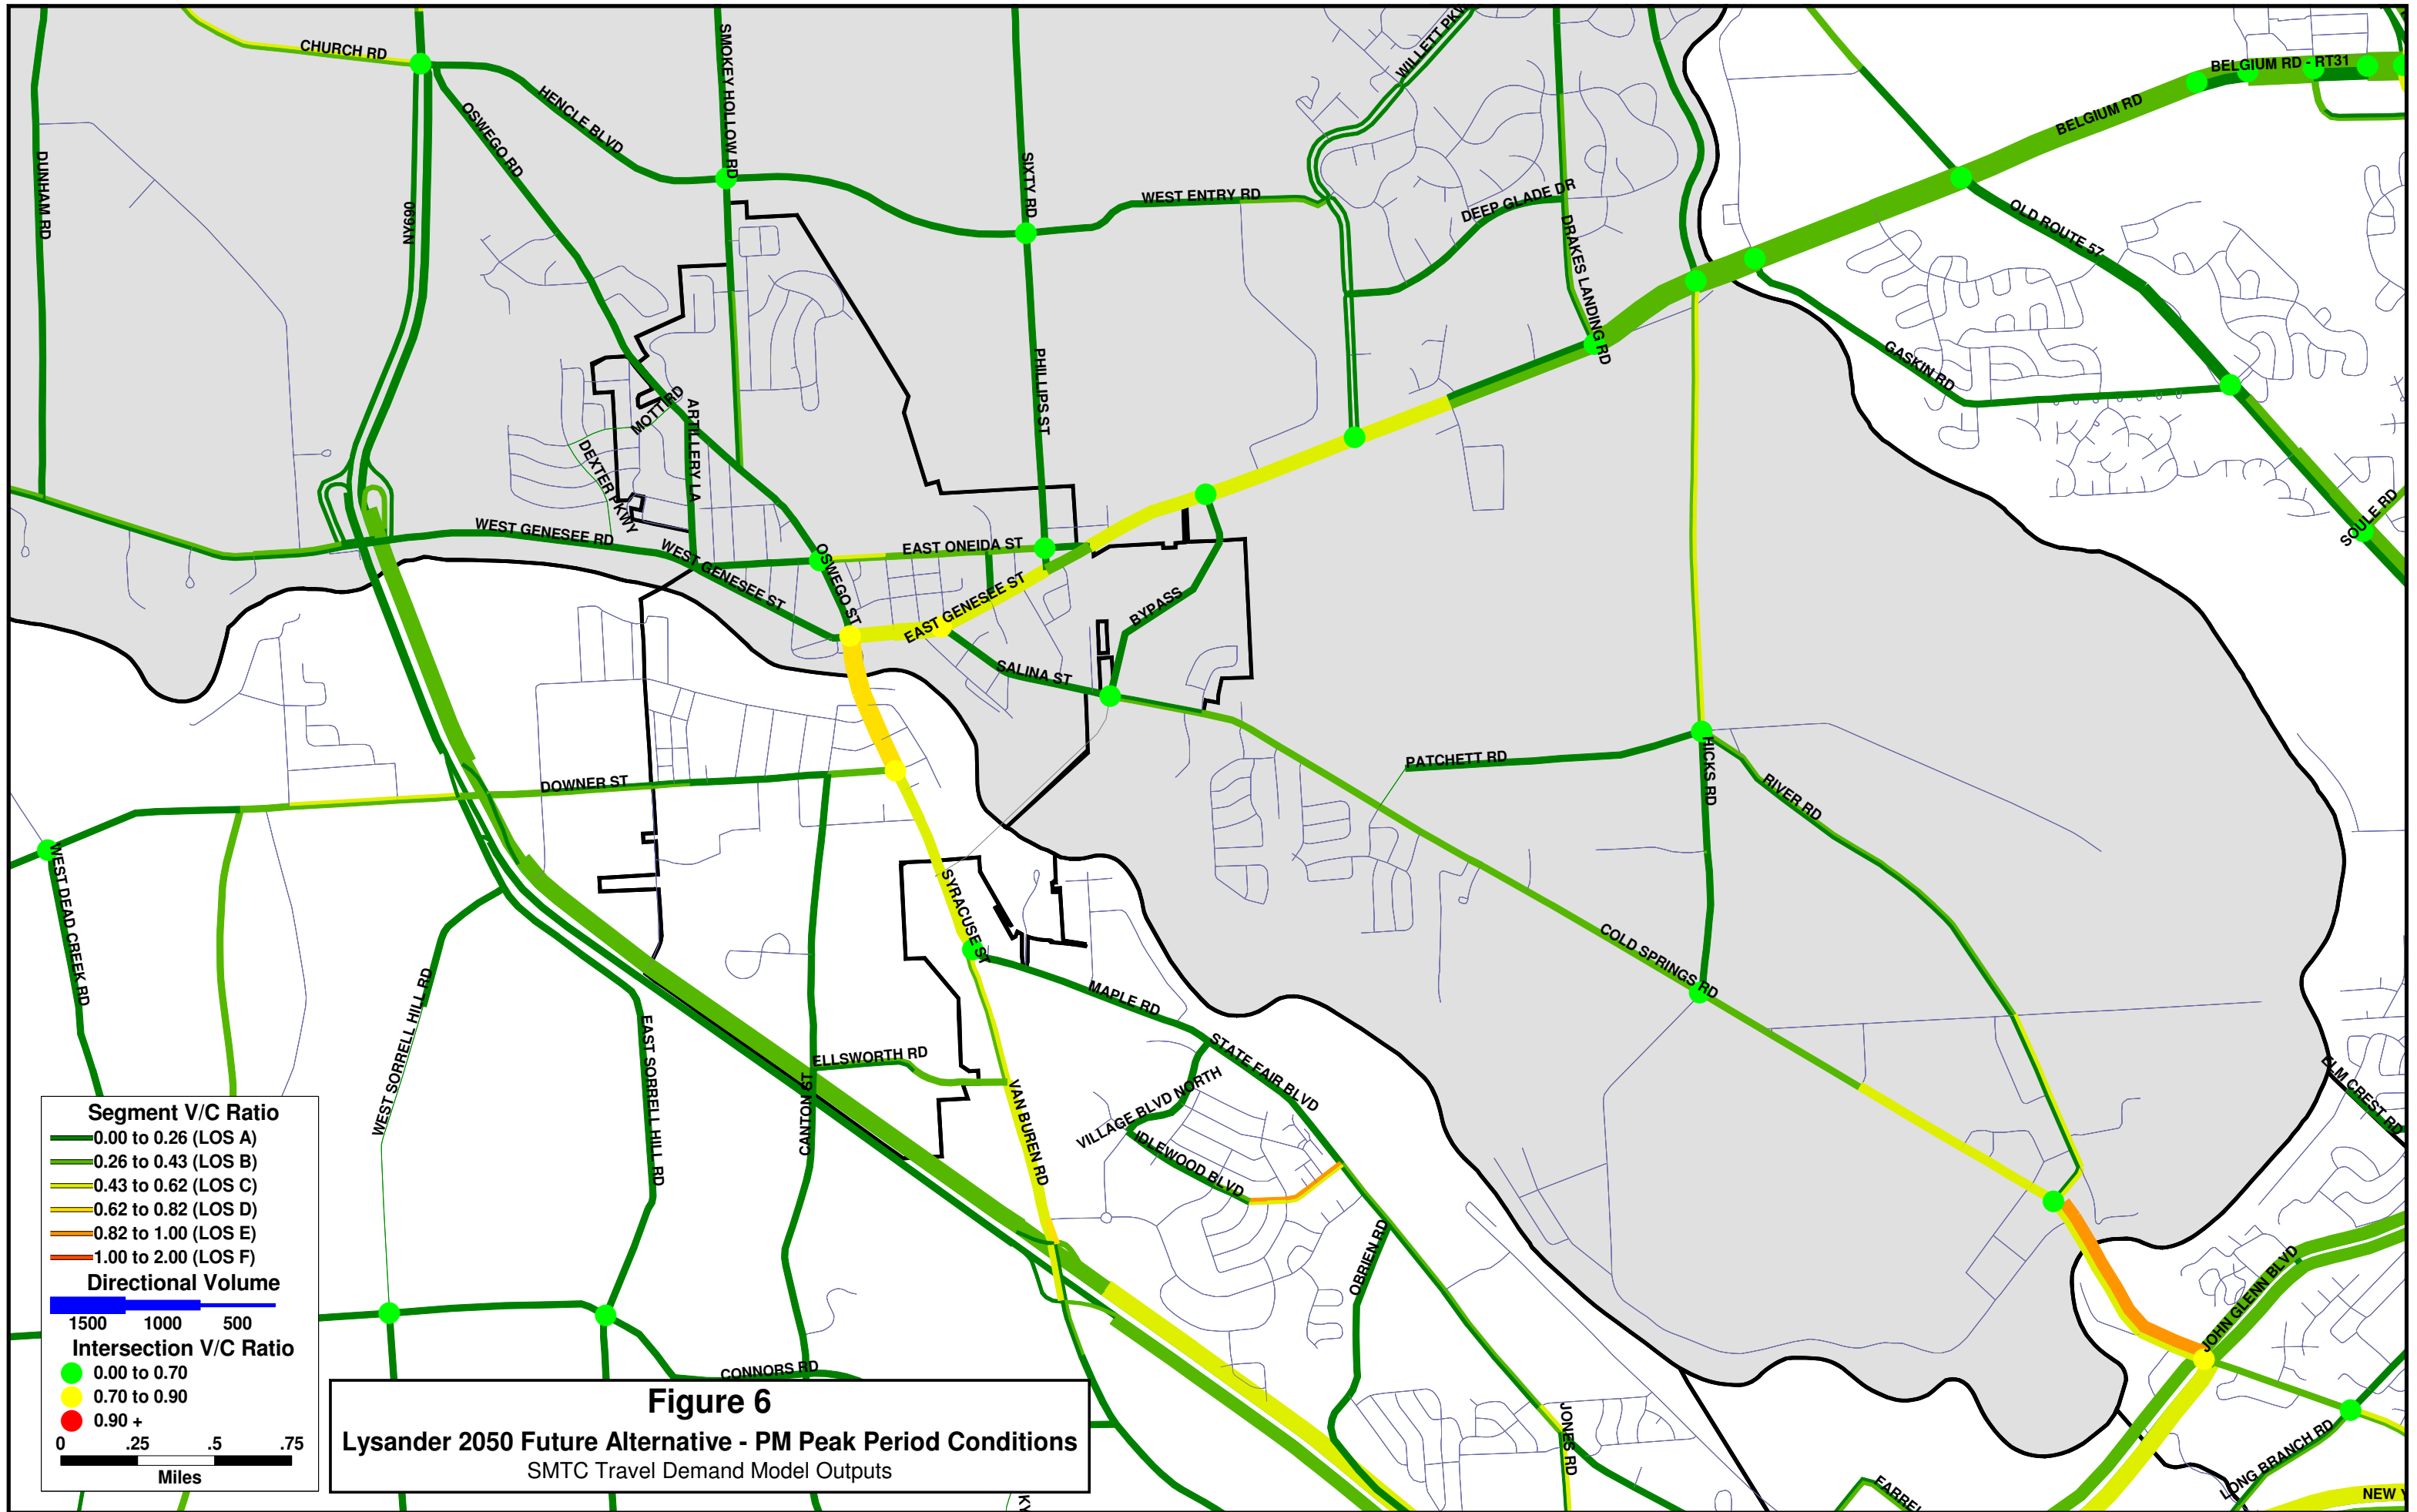 CHURCH RD
SMOKEY HOLLOW RD
WILLETT PKWY
BELGIUM RD - RT31
BELGIUM RD
OSWEGO RD
HENCLE BLVD
DUNHAM RD
069NY
SIXTY RD
WEST ENTRY RD
DEEP GLADE DR
DRAKES LANDING RD
OLD ROUTE 57
GASKIN RD
PHILLIPS ST
MOTT RD
ARTILLERY LA
DEXTER PKWY
SOULE RD
WEST GENESEE RD
WEST GENESEE ST
OSWEGO ST
EAST ONEIDA ST
EAST GENESEE ST
BYPASS
SALINA ST
PATCHETT RD
HICKS RD
RIVER RD
DOWNER ST
WEST DEAD CREEK RD
SYRACUSE ST
COLD SPRINGS RD
WEST SORRELL HILL RD
EAST SORRELL HILL RD
MAPLE RD
ELLSWORTH RD
CANTON ST
VAN BUREN RD
STATE FAIR BLVD
VILLAGE BLVD NORTH
IDLEWOOD BLVD
ELM CREST RD
OBRIEN RD
JOHN GLENN BLVD
CONNORS RD
JONES RD
LONG BRANCH RD
FARREL
NEW Y
KY
Segment V/C Ratio
0.00 to 0.26 (LOS A)
0.26 to 0.43 (LOS B)
0.43 to 0.62 (LOS C)
0.62 to 0.82 (LOS D)
0.82 to 1.00 (LOS E)
1.00 to 2.00 (LOS F)
Directional Volume
1500 1000 500
Intersection V/C Ratio
0.00 to 0.70
0.70 to 0.90
0.90 +
0 .25 .5 .75
Miles
Figure 6
Lysander 2050 Future Alternative - PM Peak Period Conditions
SMTC Travel Demand Model Outputs